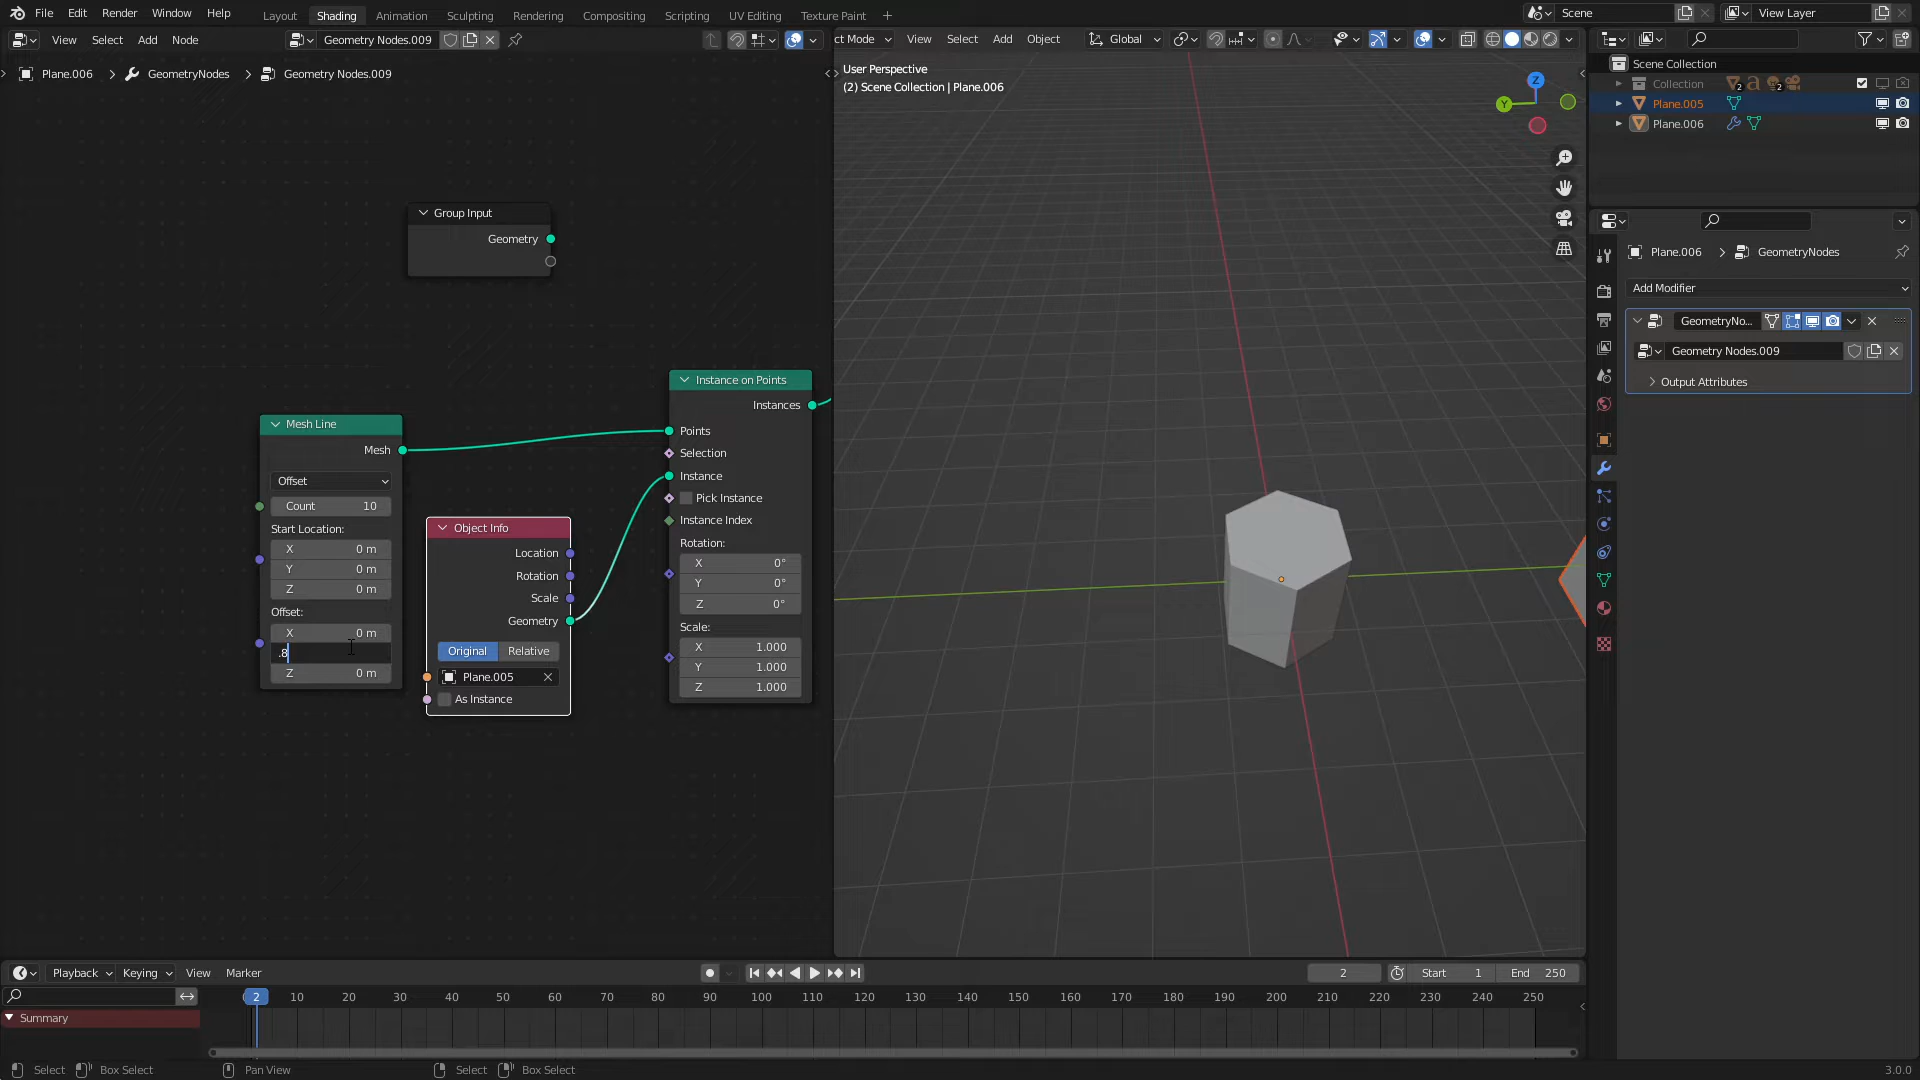 File Edit Render Window Help Layout Shading Animation Sculpting Rendering Compositing Scripting UV Editing Texture Paint + Scene View Layer
View Select Add Node Geometry Nodes.009 ct Mode View Select Add Object Global
Plane.006 > GeometryNodes > Geometry Nodes.009
User Perspective
(2) Scene Collection | Plane.006
Z
Y
Scene Collection
Collection 2 2
Plane.005
Plane.006
Plane.006 > GeometryNodes
Add Modifier
GeometryNo...
Geometry Nodes.009
Output Attributes
Group Input
Geometry
Mesh Line
Mesh
Offset
Count 10
Start Location:
X 0 m
Y 0 m
Z 0 m
Offset:
X 0 m
.8
Z 0 m
Object Info
Location
Rotation
Scale
Geometry
Original Relative
Plane.005
As Instance
Instance on Points
Instances
Points
Selection
Instance
Pick Instance
Instance Index
Rotation:
X 0°
Y 0°
Z 0°
Scale:
X 1.000
Y 1.000
Z 1.000
Playback Keying View Marker 2 Start 1 End 250
2 10 20 30 40 50 60 70 80 90 100 110 120 130 140 150 160 170 180 190 200 210 220 230 240 250
Summary
Select Box Select Pan View Select Box Select 3.0.0